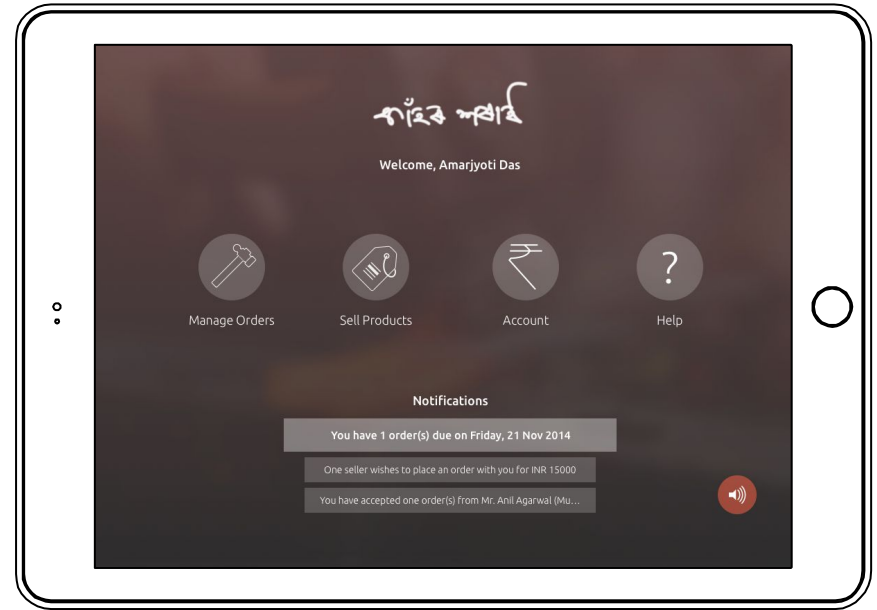 কাঁহৰ শৰাই
Welcome, Amarjyoti Das
Manage Orders
Sell Products
Account
?
Help
Notifications
You have 1 order(s) due on Friday, 21 Nov 2014
One seller wishes to place an order with you for INR 15000
You have accepted one order(s) from Mr. Anil Agarwal (Mu...